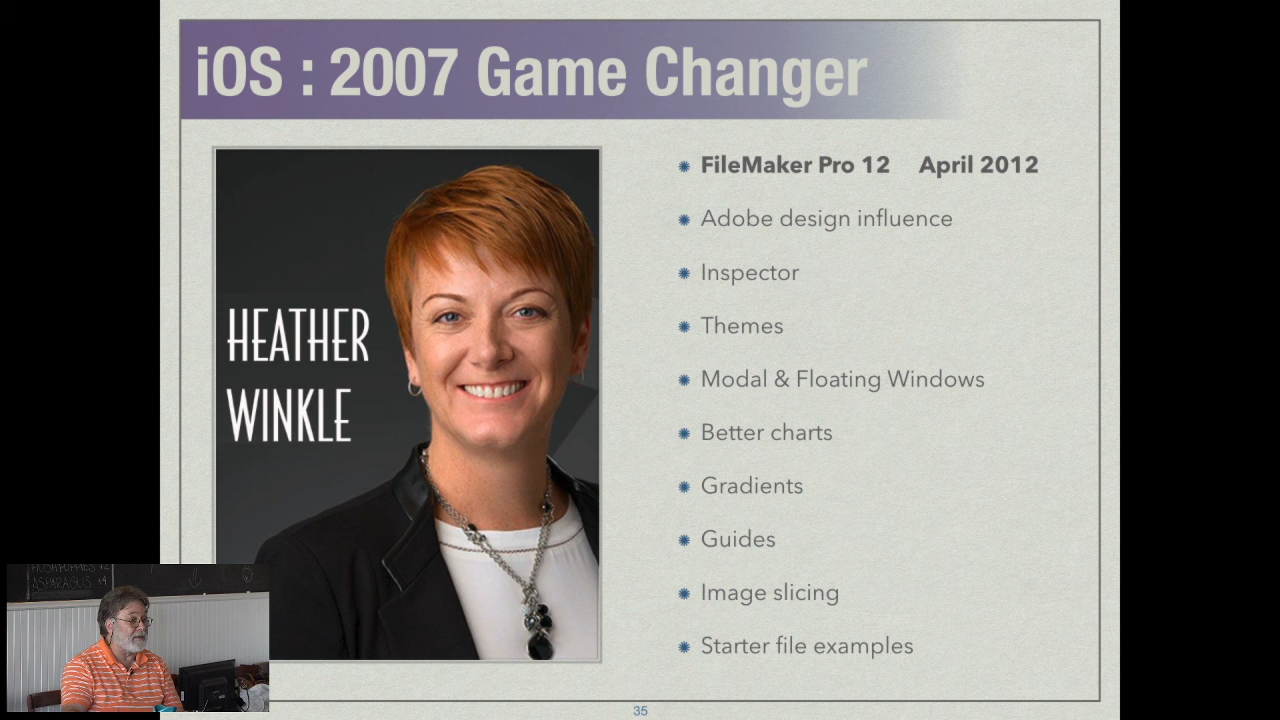 iOS : 2007 Game Changer
HEATHER
WINKLE
FileMaker Pro 12 April 2012
Adobe design influence
Inspector
Themes
Modal & Floating Windows
Better charts
Gradients
Guides
Image slicing
Starter file examples
ASPARAGUS
35